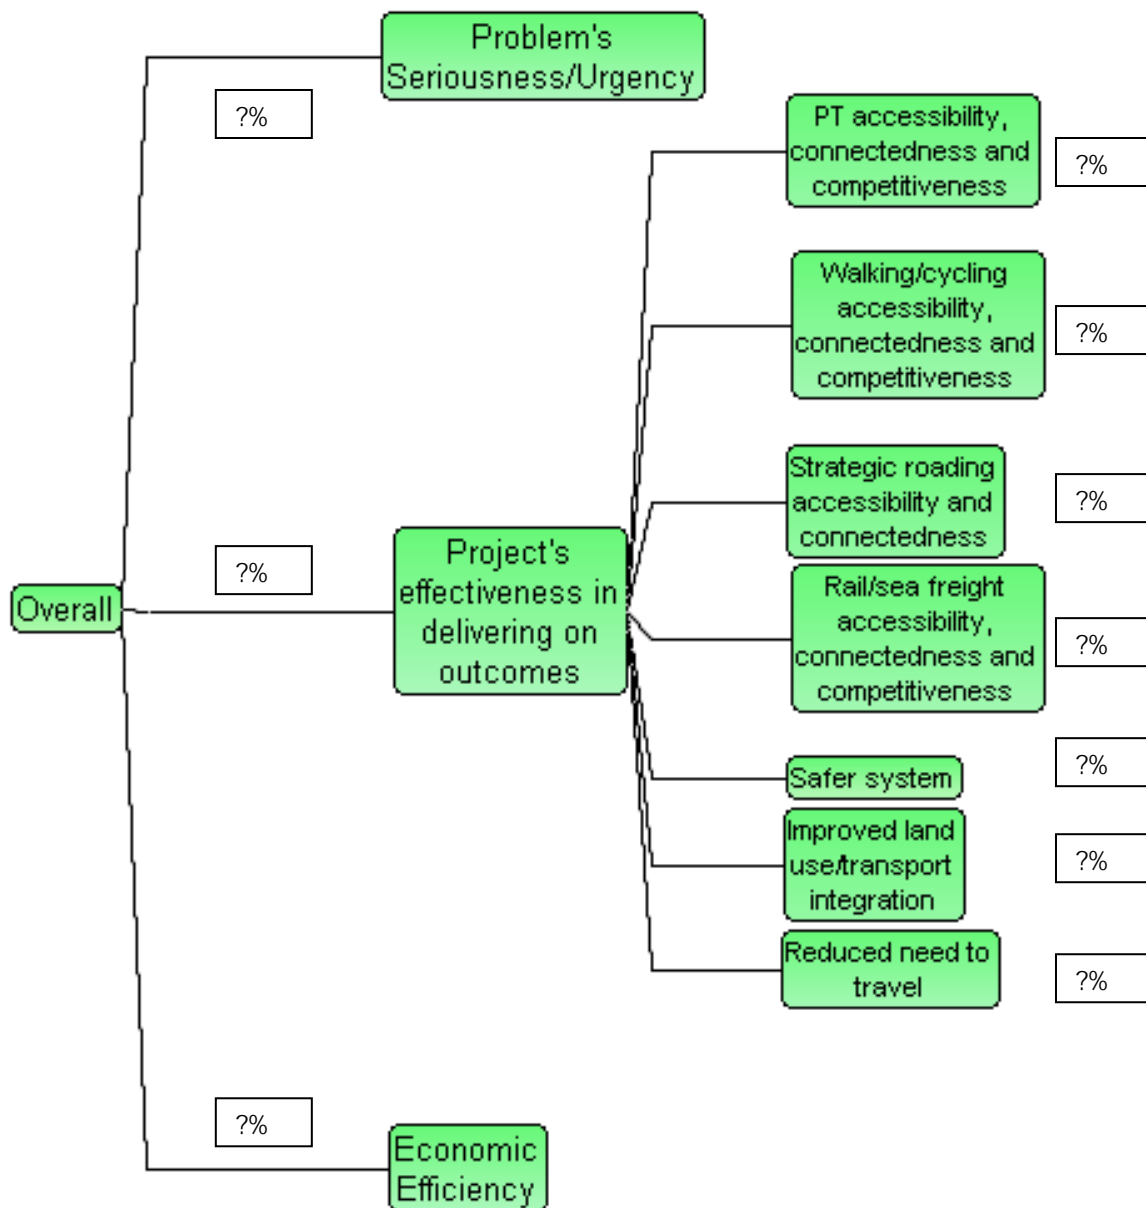 Problem's
Seriousness/Urgency
?%
PT accessibility,
connectedness and
competitiveness
?%
Walking/cycling
accessibility,
connectedness and
competitiveness
?%
Strategic roading
accessibility and
connectedness
?%
Overall
?%
Project's
effectiveness in
delivering on
outcomes
Rail/sea freight
accessibility,
connectedness and
competitiveness
?%
Safer system
?%
Improved land
use/transport
integration
?%
Reduced need to
travel
?%
?%
Economic
Efficiency